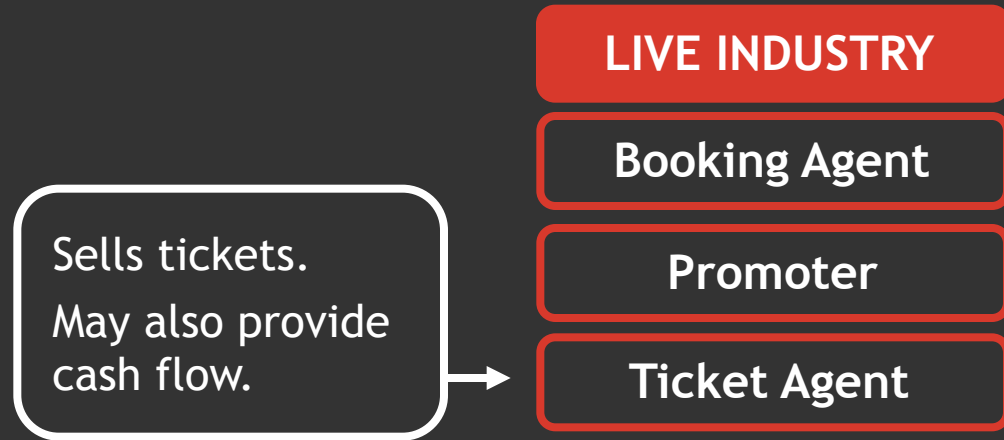 LIVE INDUSTRY
Booking Agent
Promoter
Sells tickets.
May also provide
cash flow.
Ticket Agent